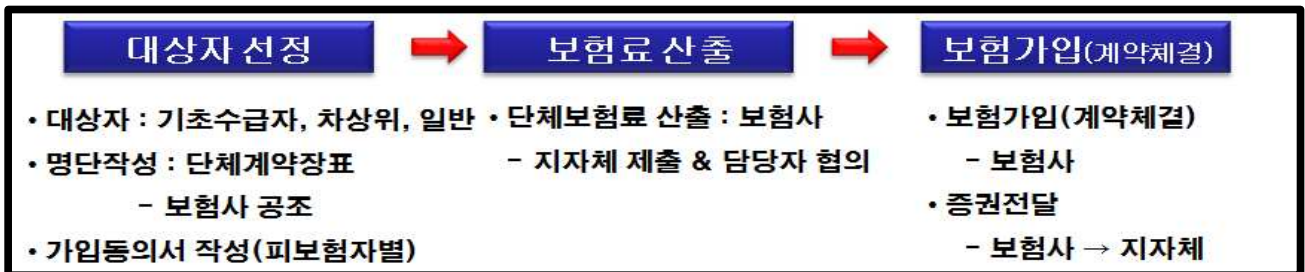 대상자 선정
보험료 산출
보험가입(계약체결)
• 대상자 : 기초수급자, 차상위, 일반
• 명단작성 : 단체계약장표
- 보험사 공조
• 가입동의서 작성(피보험자별)
• 단체보험료 산출 : 보험사
- 지자체 제출 & 담당자 협의
• 보험가입(계약체결)
- 보험사
• 증권전달
- 보험사 → 지자체